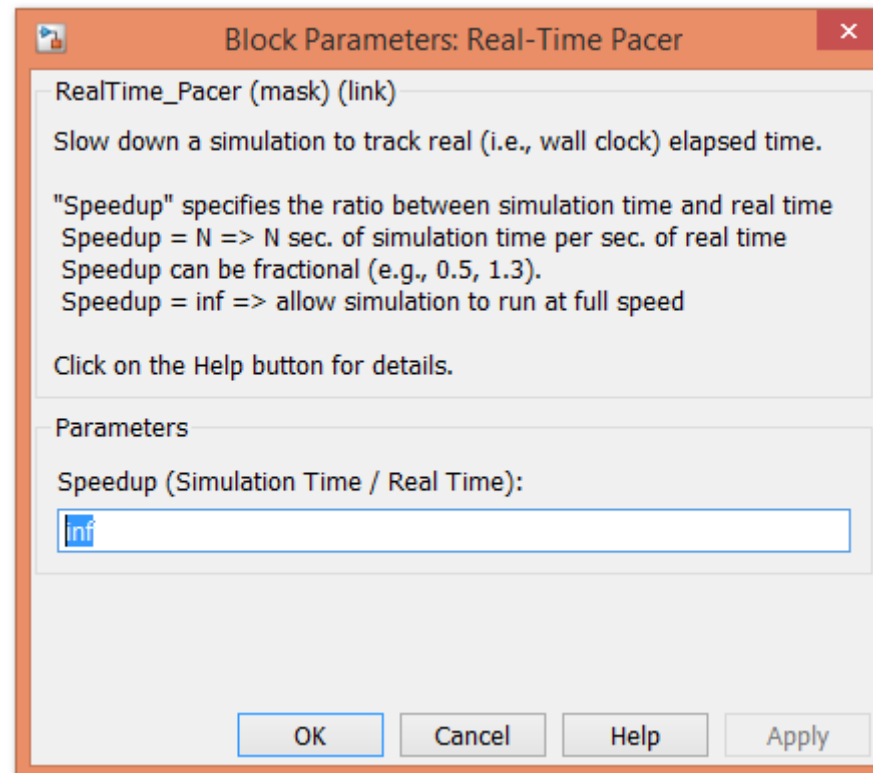 Block Parameters: Real-Time Pacer
RealTime_Pacer (mask) (link)
Slow down a simulation to track real (i.e., wall clock) elapsed time.
"Speedup" specifies the ratio between simulation time and real time
Speedup = N => N sec. of simulation time per sec. of real time
Speedup can be fractional (e.g., 0.5, 1.3).
Speedup = inf => allow simulation to run at full speed
Click on the Help button for details.
Parameters
Speedup (Simulation Time / Real Time):
inf
OK Cancel Help Apply